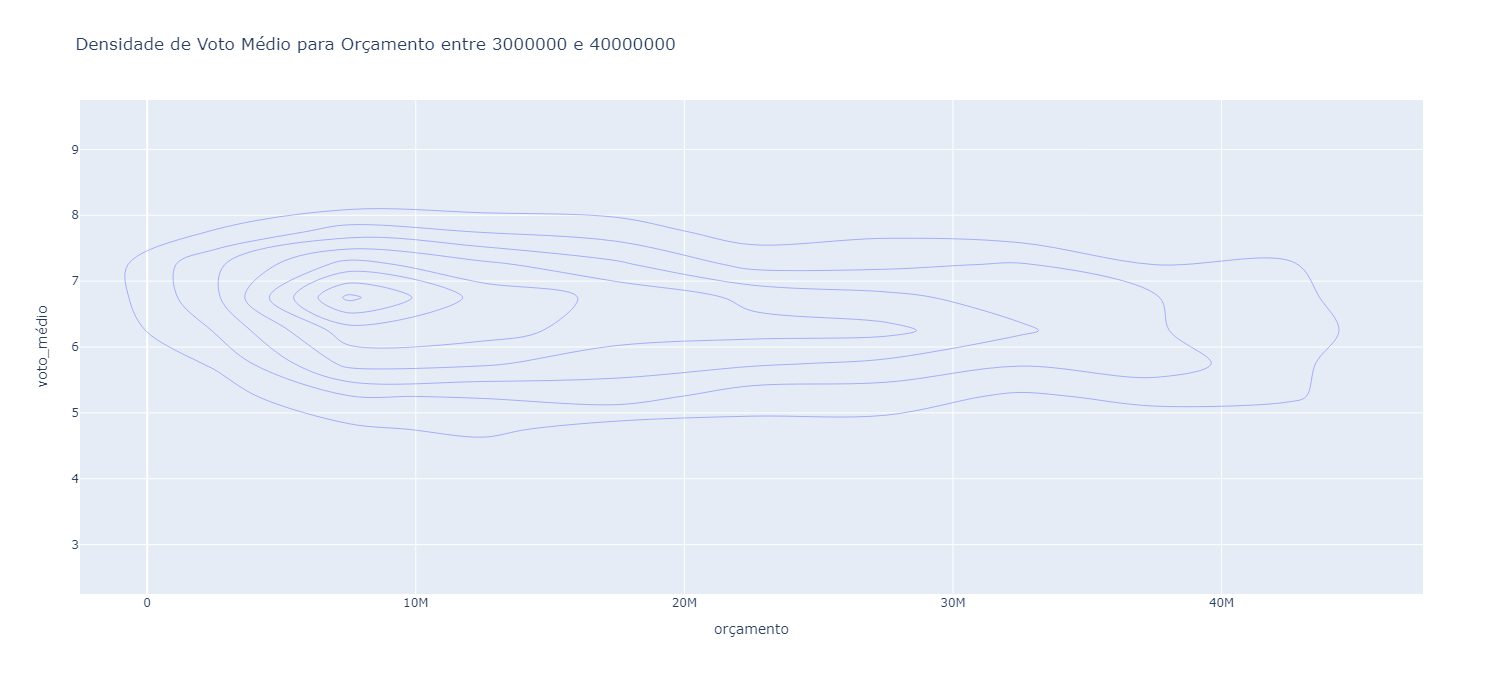 Densidade de Voto Médio para Orçamento entre 3000000 e 40000000
9
8
7
6
5
4
3
voto_médio
0
10M
20M
30M
40M
orçamento